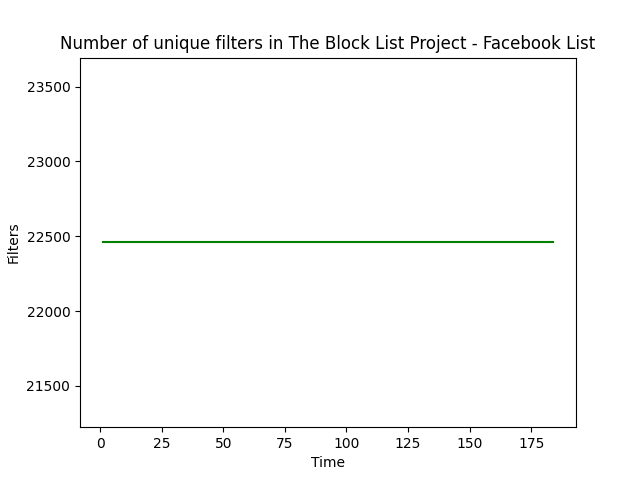 Number of unique filters in The Block List Project - Facebook List
23500
23000
22500
22000
21500
Filters
0 25 50 75 100 125 150 175
Time